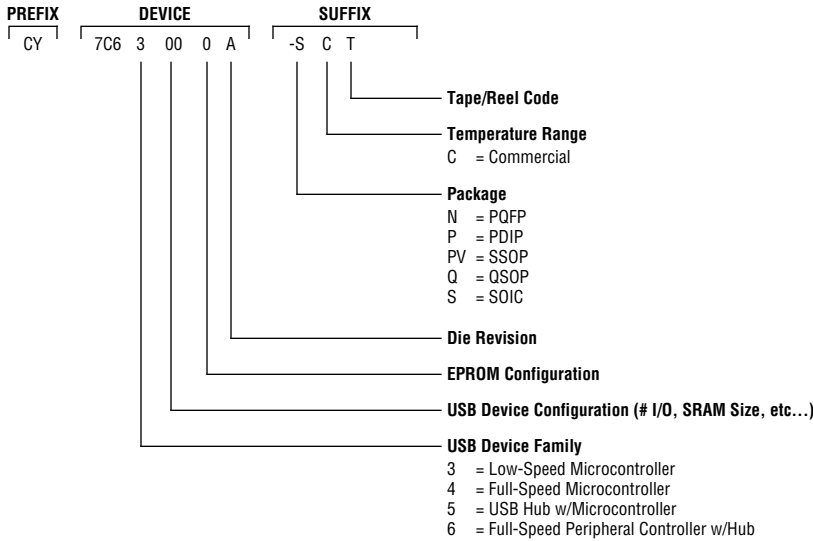 PREFIX DEVICE SUFFIX
CY 7C6 3 00 0 A -S C T
Tape/Reel Code
Temperature Range
C = Commercial
Package
N = PQFP
P = PDIP
PV = SSOP
Q = QSOP
S = SOIC
Die Revision
EPROM Configuration
USB Device Configuration (# I/O, SRAM Size, etc...)
USB Device Family
3 = Low-Speed Microcontroller
4 = Full-Speed Microcontroller
5 = USB Hub w/Microcontroller
6 = Full-Speed Peripheral Controller w/Hub